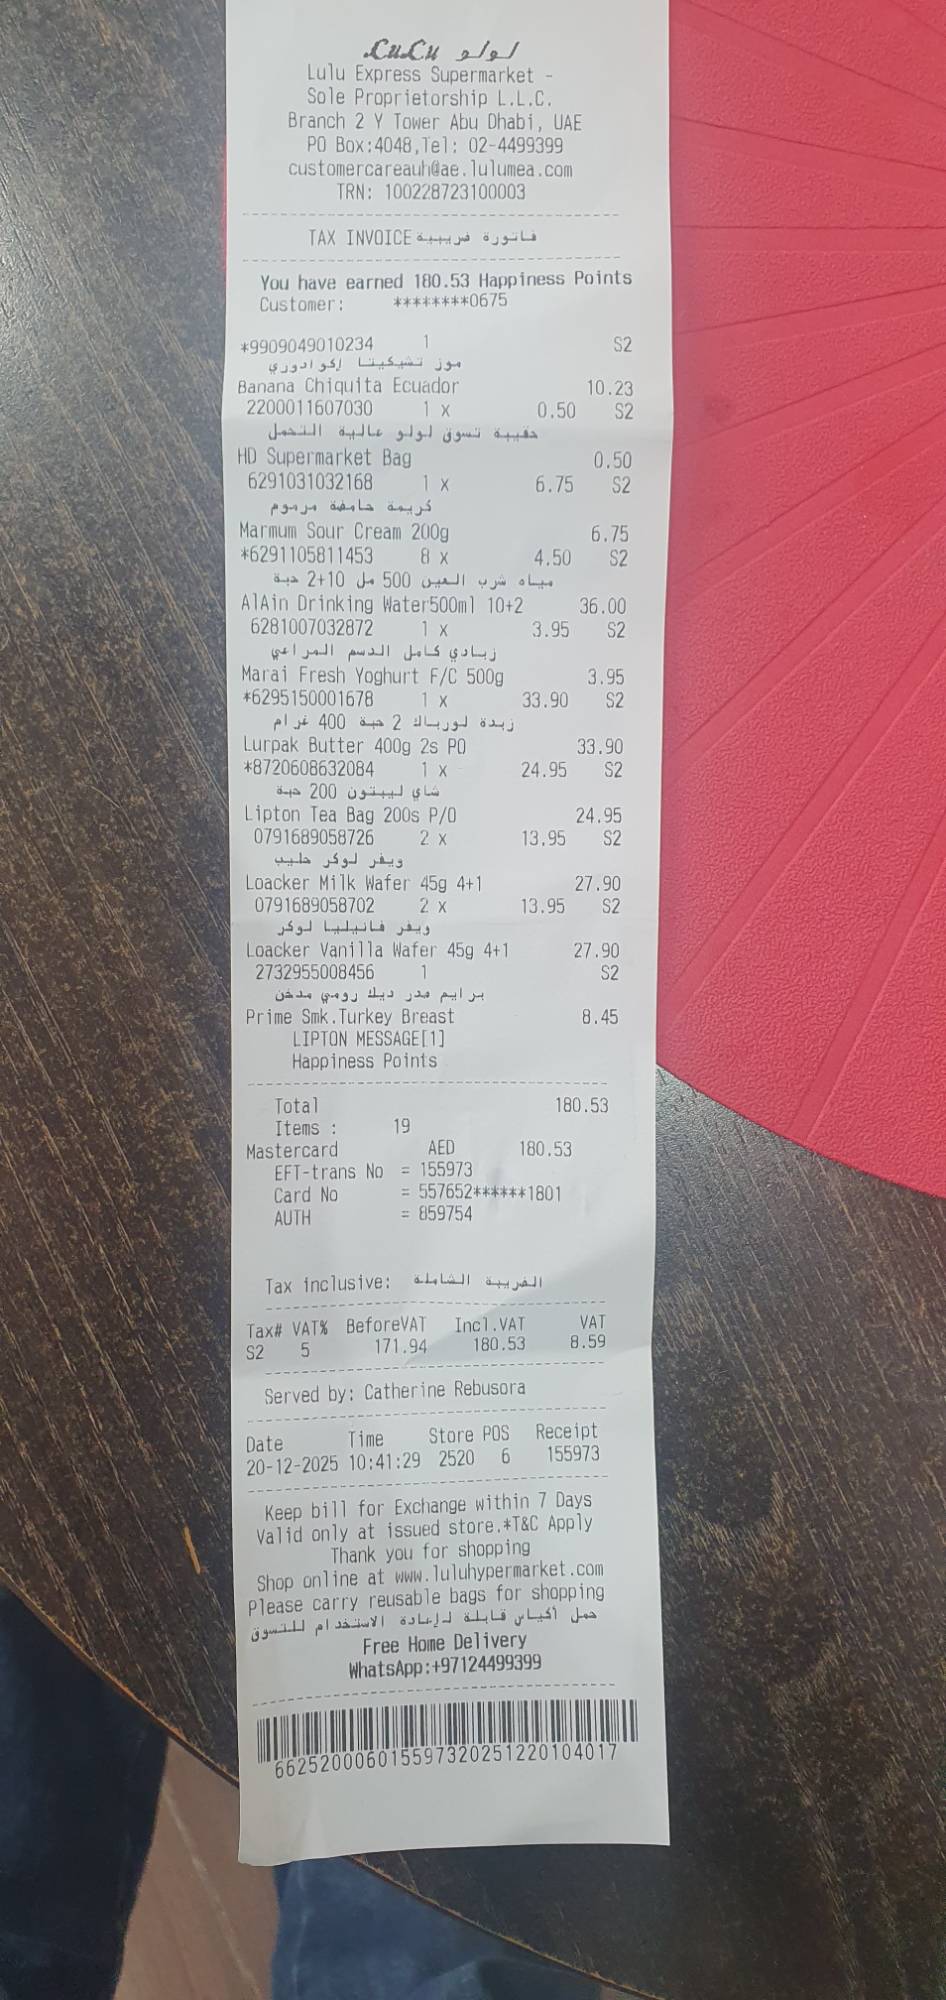 LuLu لولو
Lulu Express Supermarket -
Sole Proprietorship L.L.C.
Branch 2 Y Tower Abu Dhabi, UAE
PO Box:4048,Tel: 02-4499399
customercareauh@ae.lulumea.com
TRN: 100228723100003
TAX INVOICE فاتورة ضريبية
You have earned 180.53 Happiness Points
Customer: ********0675
*9909049010234 1 S2
موز تشيكيتا إكوادوري
Banana Chiquita Ecuador 10.23
2200011607030 1 x 0.50 S2
حقيبة تسوق لولو عالية التحمل
HD Supermarket Bag 0.50
6291031032168 1 x 6.75 S2
كريمة حامضة مرموم
Marmum Sour Cream 200g 6.75
*6291105811453 8 x 4.50 S2
مياه شرب العين 500 مل 10+2 حبة
AlAin Drinking Water500ml 10+2 36.00
6281007032872 1 x 3.95 S2
زبادي كامل الدسم المراعي
Marai Fresh Yoghurt F/C 500g 3.95
*6295150001678 1 x 33.90 S2
زبدة لورباك 2 حبة 400 غرام
Lurpak Butter 400g 2s PO 33.90
*8720608632084 1 x 24.95 S2
شاي ليبتون 200 حبة
Lipton Tea Bag 200s P/O 24.95
0791689058726 2 x 13.95 S2
ويفر لوكر حليب
Loacker Milk Wafer 45g 4+1 27.90
0791689058702 2 x 13.95 S2
ويفر فانيليا لوكر
Loacker Vanilla Wafer 45g 4+1 27.90
2732955008456 1 S2
برايم صدر ديك رومي مدخن
Prime Smk.Turkey Breast 8.45
LIPTON MESSAGE[1]
Happiness Points
Total 180.53
Items : 19
Mastercard AED 180.53
EFT-trans No = 155973
Card No = 557652******1801
AUTH = 859754
Tax inclusive: الضريبة الشاملة
Tax# VAT% BeforeVAT Incl.VAT VAT
S2 5 171.94 180.53 8.59
Served by: Catherine Rebusora
Date Time Store POS Receipt
20-12-2025 10:41:29 2520 6 155973
Keep bill for Exchange within 7 Days
Valid only at issued store.*T&C Apply
Thank you for shopping
Shop online at www.luluhypermarket.com
Please carry reusable bags for shopping
حمل أكياس قابلة لإعادة الاستخدام للتسوق
Free Home Delivery
WhatsApp:+97124499399
6625200060155973202512201040​17